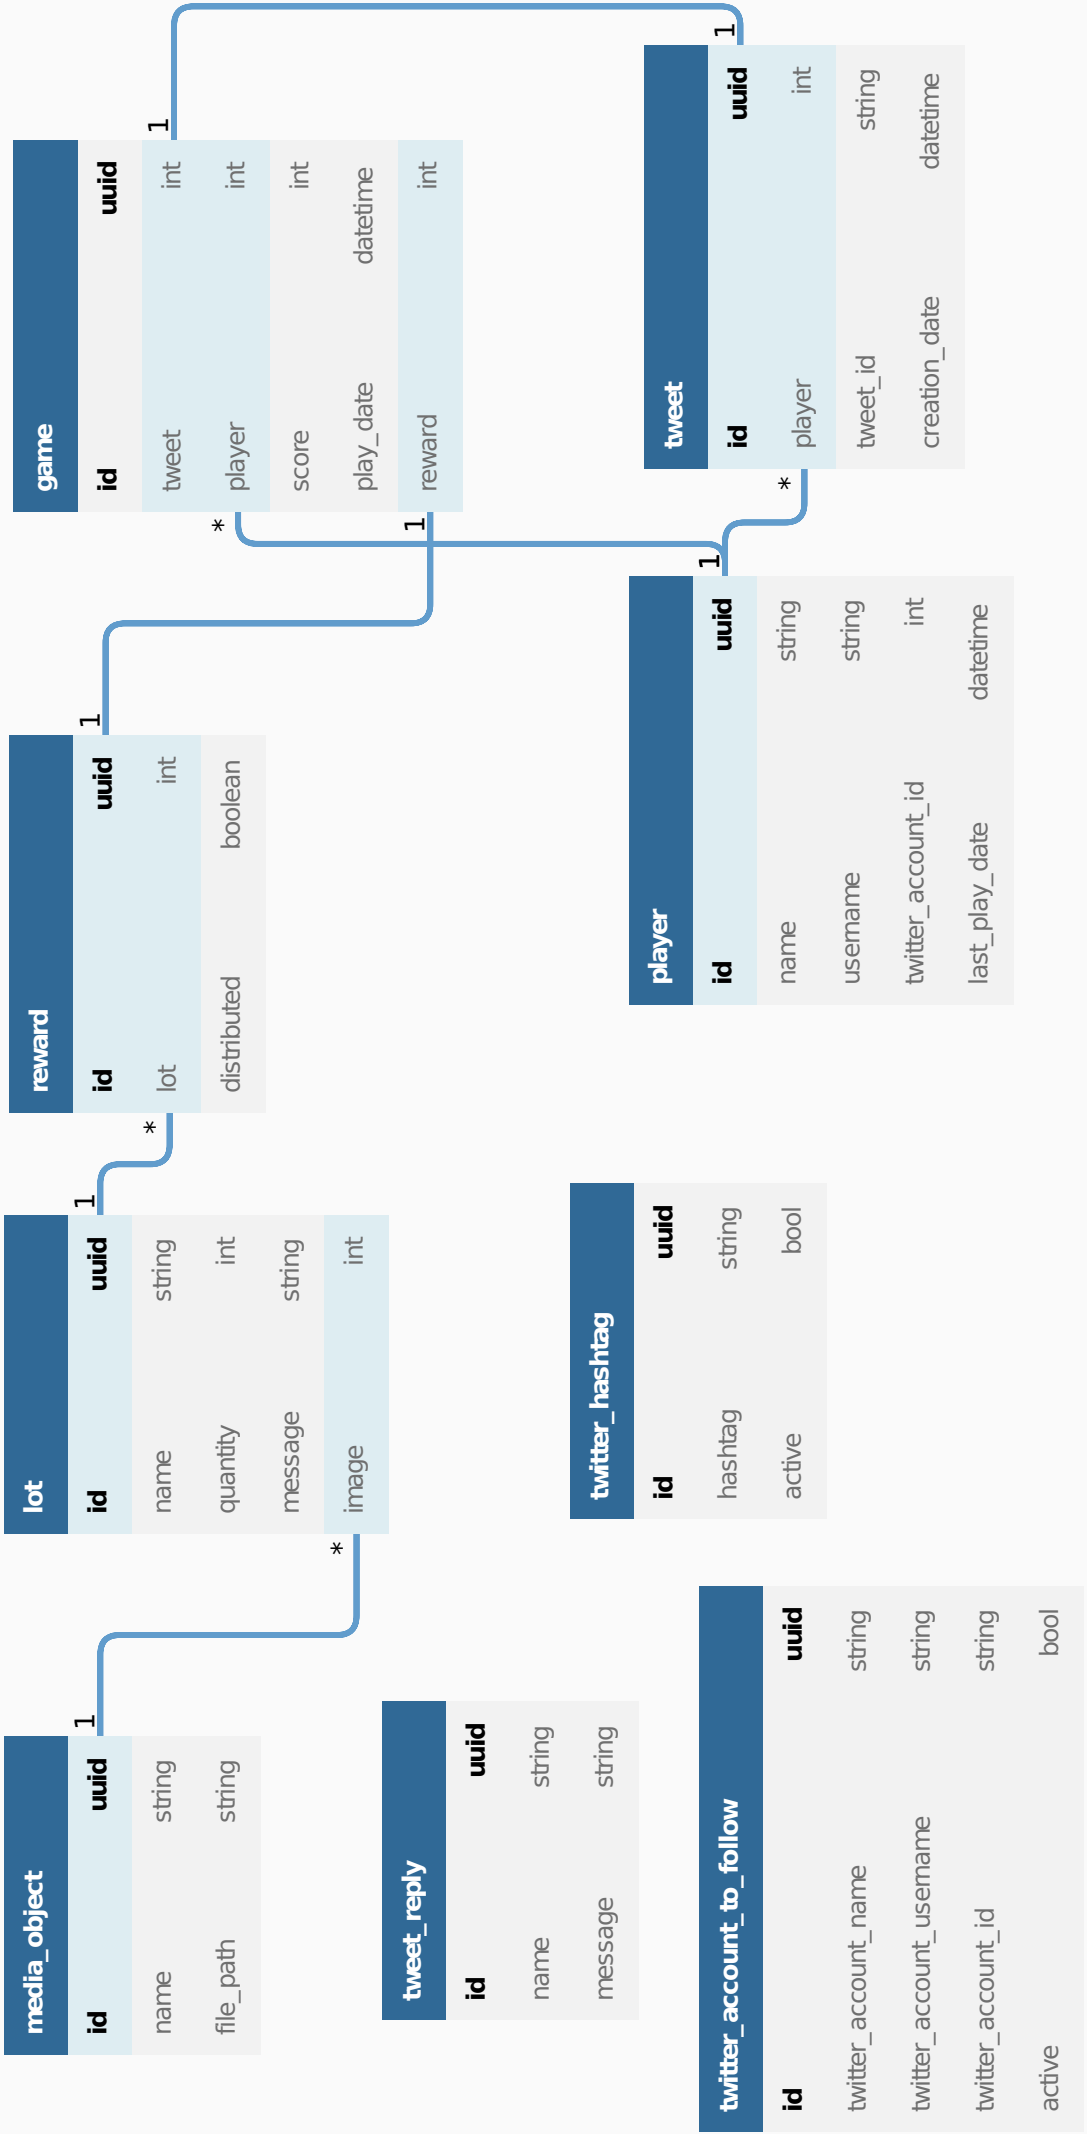 media_object
id uuid
name string
file_path string
1
*
lot
id uuid
name string
quantity int
message string
image int
1
*
reward
id uuid
lot int
distributed boolean
1
1
game
id uuid
tweet int
player int
score int
play_date datetime
reward int
1
*
tweet_reply
id uuid
name string
message string
twitter_hashtag
id uuid
hashtag string
active bool
player
id uuid
name string
username string
twitter_account_id int
last_play_date datetime
1
*
tweet
id uuid
player int
tweet_id string
creation_date datetime
1
twitter_account_to_follow
id uuid
twitter_account_name string
twitter_account_username string
twitter_account_id string
active bool